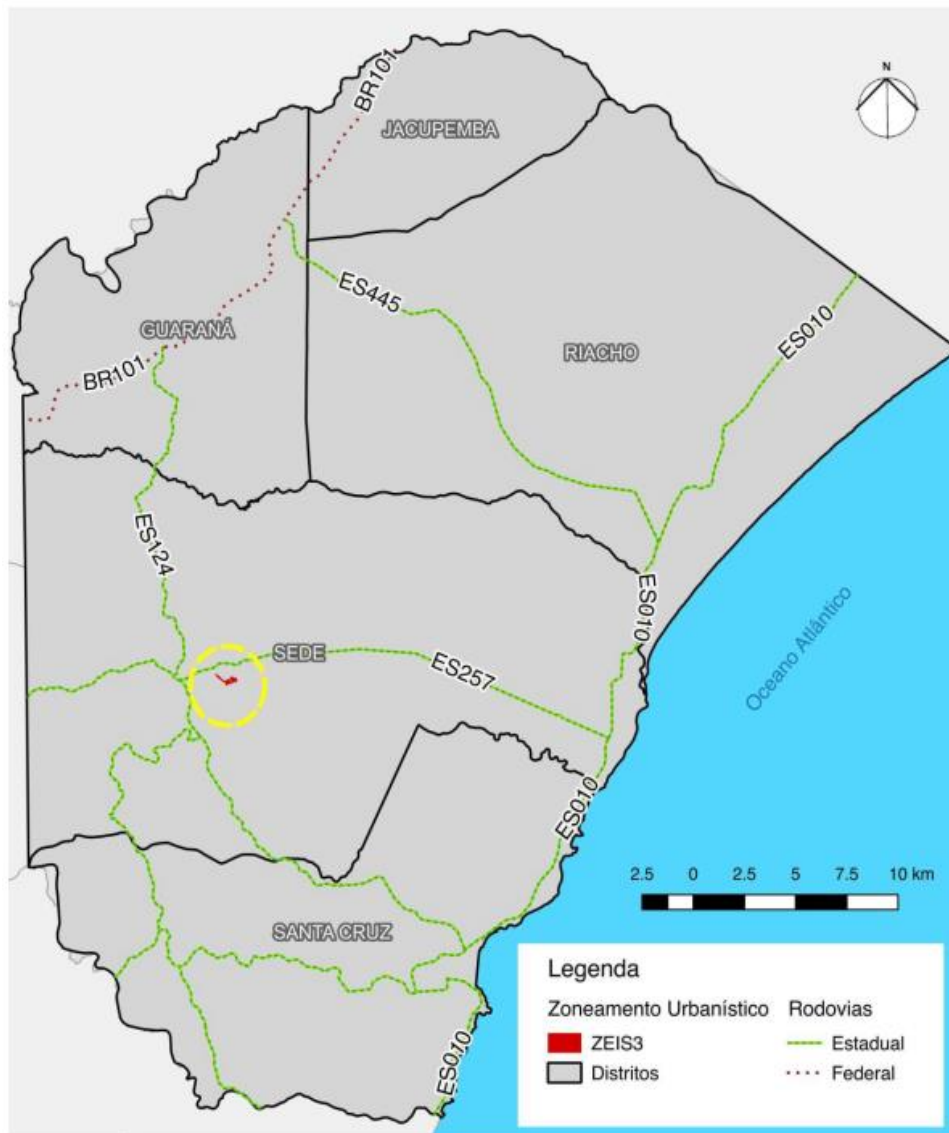 BR101
N
JACUPEMBA
ES445
GUARANÁ
ES010
BR101
RIACHO
ES124
ES010
Oceano Atlântico
SEDE
ES257
ES010
2.5 0 2.5 5 7.5 10 km
SANTA CRUZ
ES010
Legenda
Zoneamento Urbanístico Rodovias
ZEIS3 Estadual
Distritos Federal